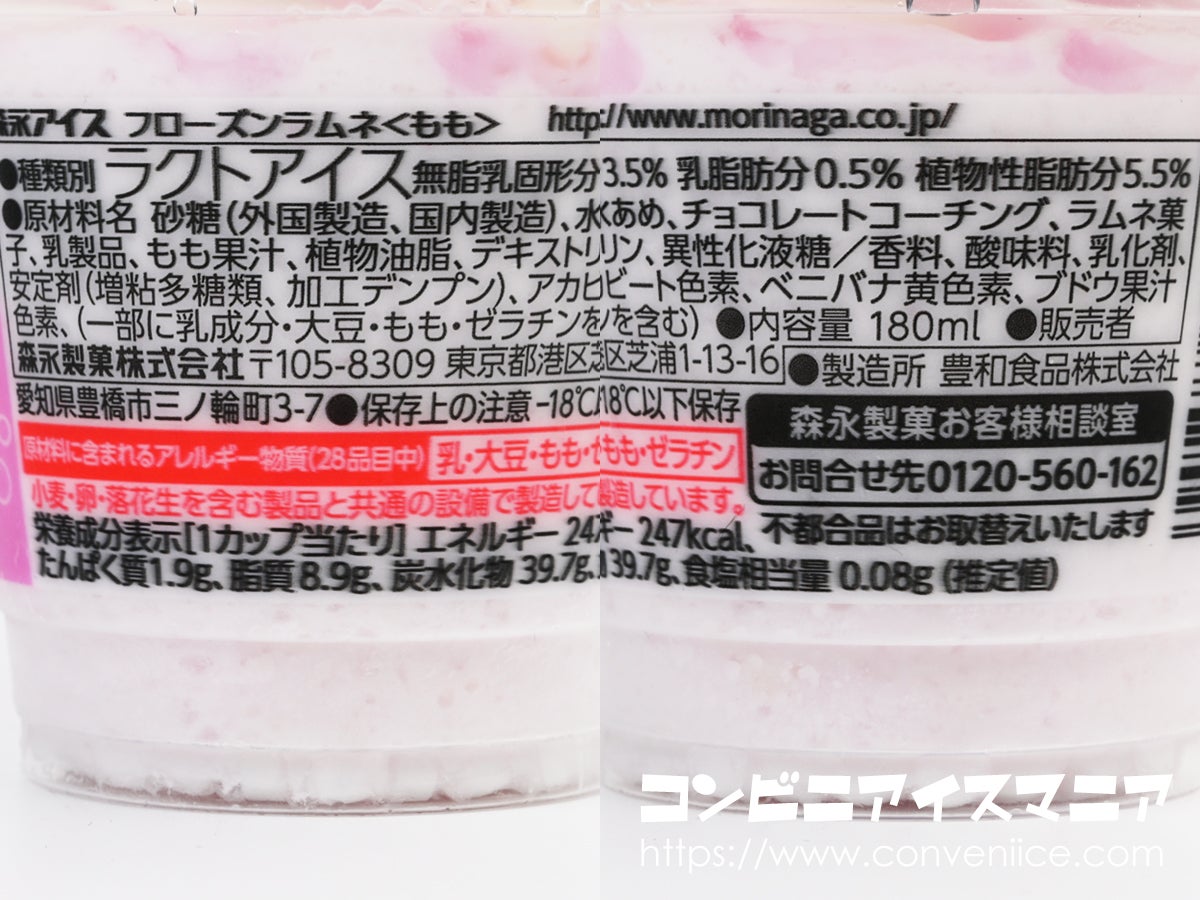 森永アイス フローズンラムネ<もも> http://www.morinaga.co.jp/
●種類別 ラクトアイス 無脂乳固形分3.5% 乳脂肪分0.5% 植物性脂肪分5.5%
●原材料名 砂糖(外国製造、国内製造)、水あめ、チョコレートコーチング、ラムネ菓
子、乳製品、もも果汁、植物油脂、デキストリン、異性化液糖/香料、酸味料、乳化剤、
安定剤(増粘多糖類、加工デンプン)、アカビート色素、ベニバナ黄色素、ブドウ果汁
色素、(一部に乳成分・大豆・もも・ゼラチンを含む) ●内容量 180ml ●販売者
森永製菓株式会社〒105-8309 東京都港区芝浦1-13-16 ●製造所 豊和食品株式会社
愛知県豊橋市三ノ輪町3-7●保存上の注意 -18℃以下保存
原材料に含まれるアレルギー物質(28品目中) 乳・大豆・もも・ゼラチン
小麦・卵・落花生を含む製品と共通の設備で製造しています。
森永製菓お客様相談室
お問合せ先0120-560-162
栄養成分表示[1カップ当たり] エネルギー 247kcal、
たんぱく質1.9g、脂質8.9g、炭水化物 39.7g、食塩相当量 0.08g (推定値)
不都合品はお取替えいたします
コンビニアイスマニア
https://www.conveniice.com